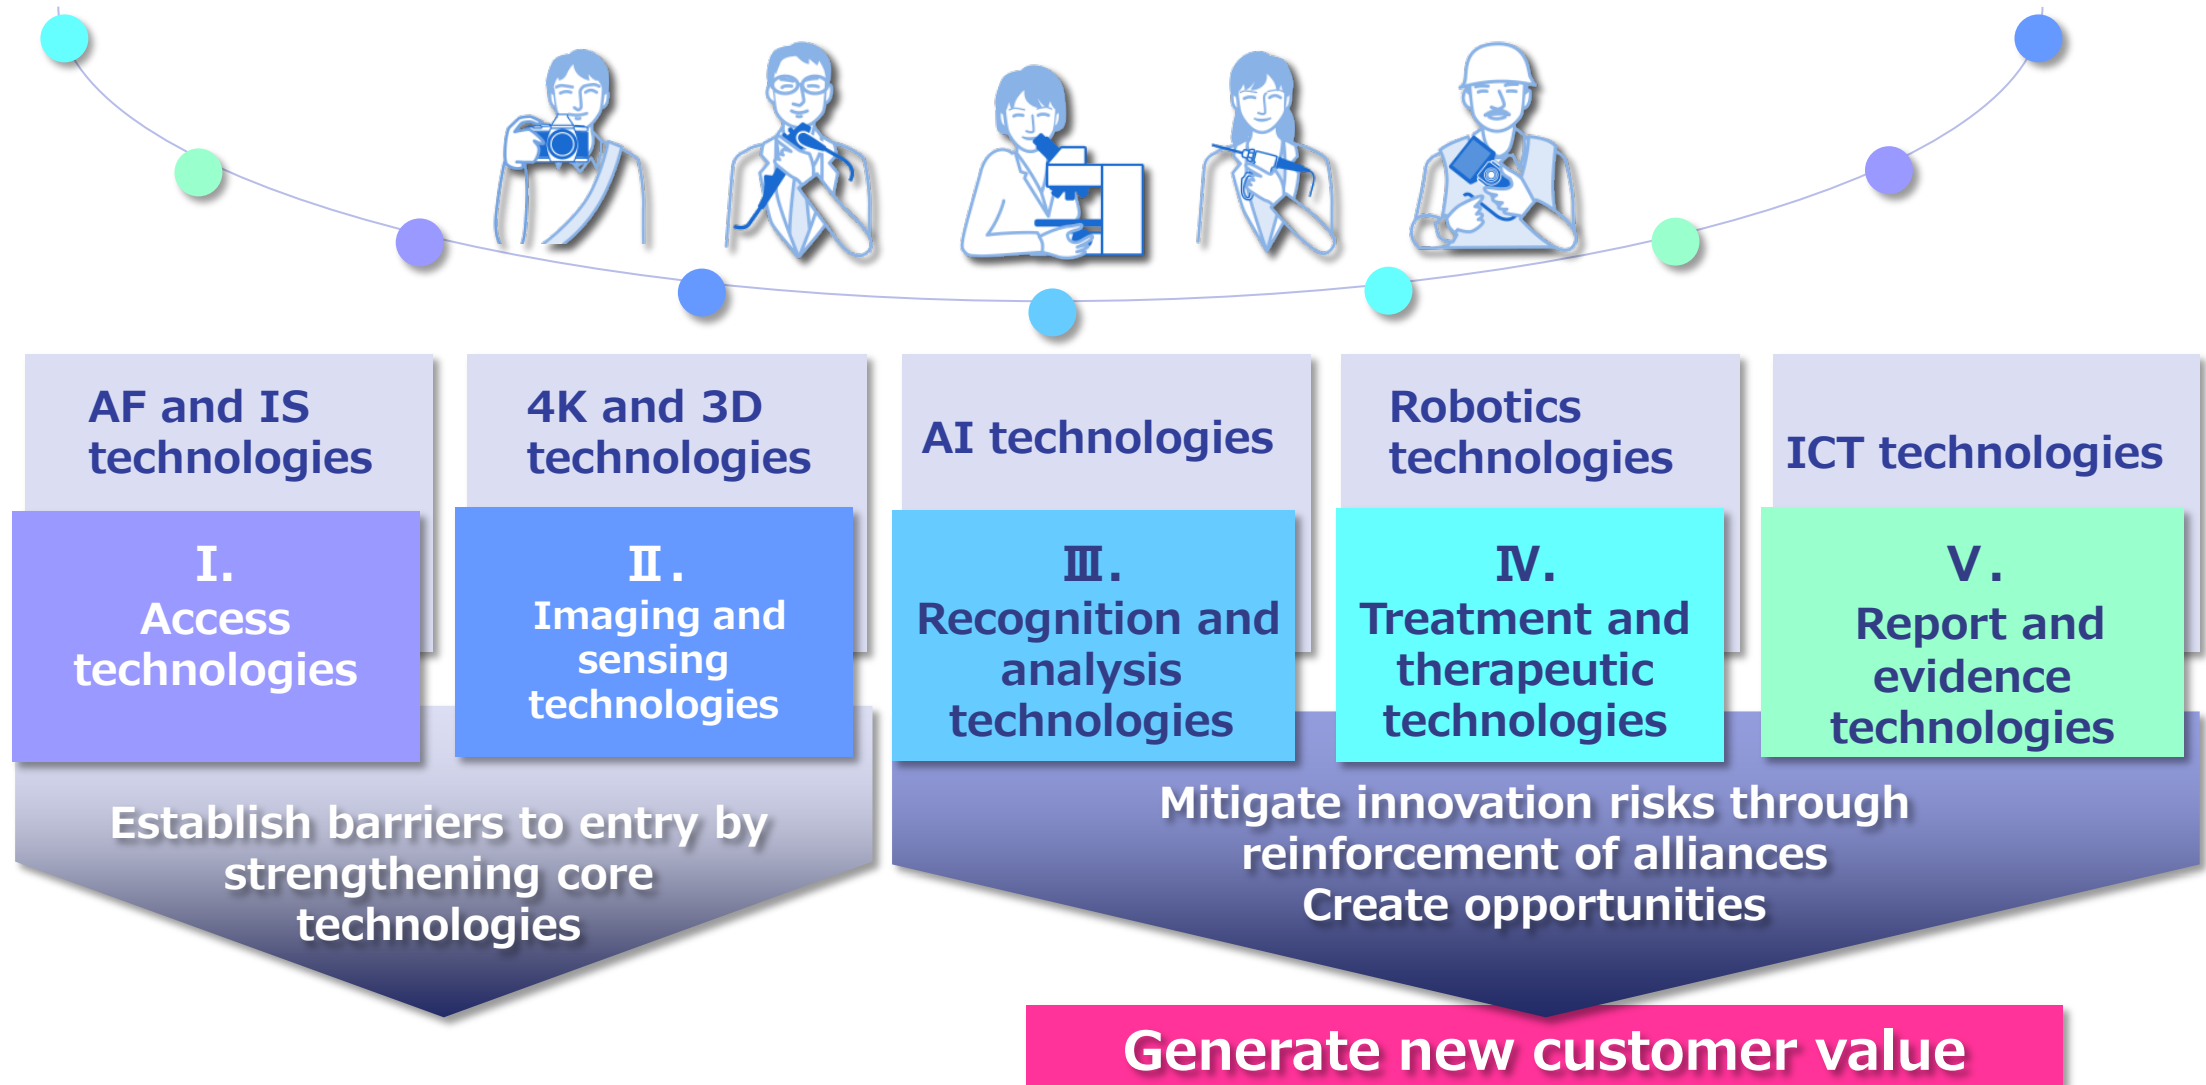 AF and IS
technologies
4K and 3D
technologies
AI technologies
Robotics
technologies
ICT technologies
I.
Access
technologies
Ⅱ.
Imaging and
sensing
technologies
Ⅲ.
Recognition and
analysis
technologies
Ⅳ.
Treatment and
therapeutic
technologies
Ⅴ.
Report and
evidence
technologies
Establish barriers to entry by
strengthening core
technologies
Mitigate innovation risks through
reinforcement of alliances
Create opportunities
Generate new customer value